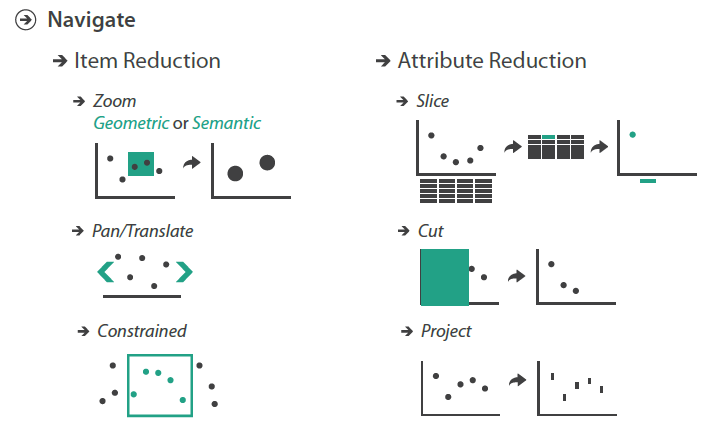 Navigate
Item Reduction
Zoom
Geometric or Semantic
Pan/Translate
Constrained
Attribute Reduction
Slice
Cut
Project